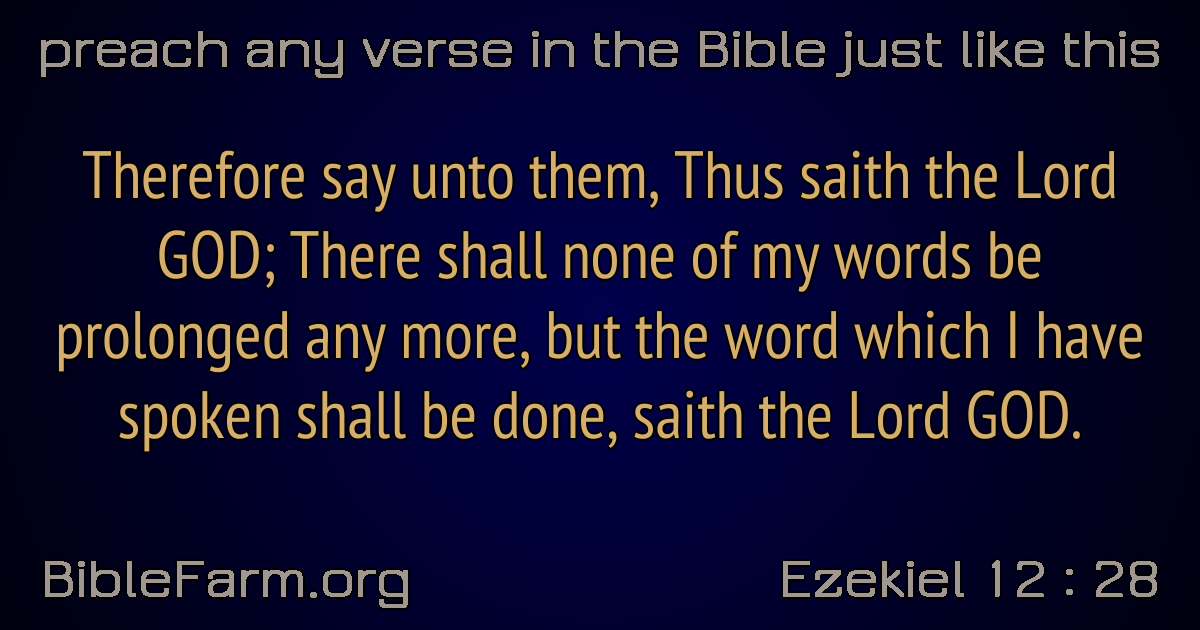 preach any verse in the Bible just like this
Therefore say unto them, Thus saith the Lord
GOD; There shall none of my words be
prolonged any more, but the word which I have
spoken shall be done, saith the Lord GOD.
BibleFarm.org
Ezekiel 12 : 28